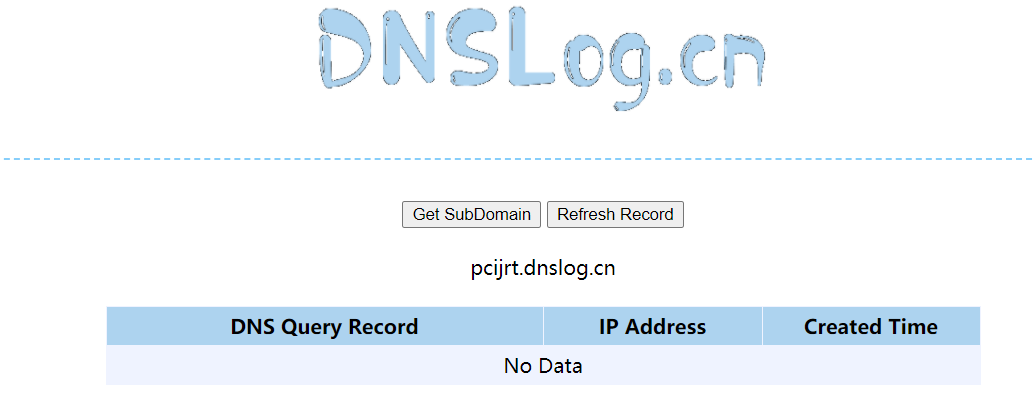 DNSLog.cn
Get SubDomain Refresh Record
pcijrt.dnslog.cn
DNS Query Record IP Address Created Time
No Data